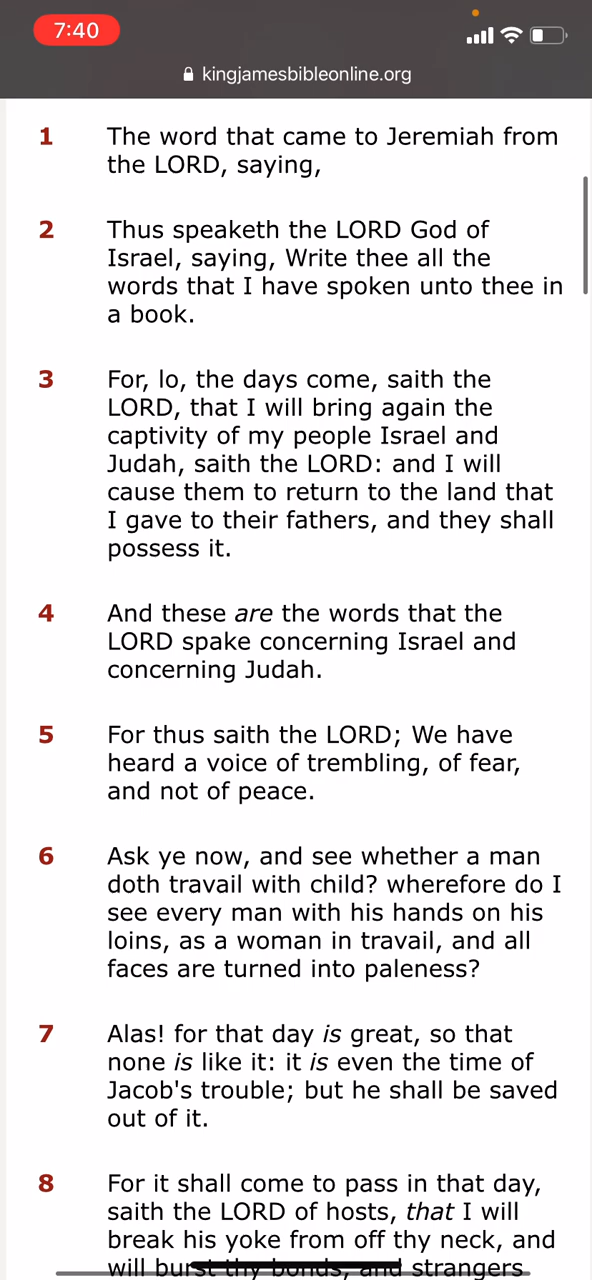 7:40
kingjamesbibleonline.org
1 The word that came to Jeremiah from
the LORD, saying,
2 Thus speaketh the LORD God of
Israel, saying, Write thee all the
words that I have spoken unto thee in
a book.
3 For, lo, the days come, saith the
LORD, that I will bring again the
captivity of my people Israel and
Judah, saith the LORD: and I will
cause them to return to the land that
I gave to their fathers, and they shall
possess it.
4 And these are the words that the
LORD spake concerning Israel and
concerning Judah.
5 For thus saith the LORD; We have
heard a voice of trembling, of fear,
and not of peace.
6 Ask ye now, and see whether a man
doth travail with child? wherefore do I
see every man with his hands on his
loins, as a woman in travail, and all
faces are turned into paleness?
7 Alas! for that day is great, so that
none is like it: it is even the time of
Jacob's trouble; but he shall be saved
out of it.
8 For it shall come to pass in that day,
saith the LORD of hosts, that I will
break his yoke from off thy neck, and
will burst thy bonds, and strangers